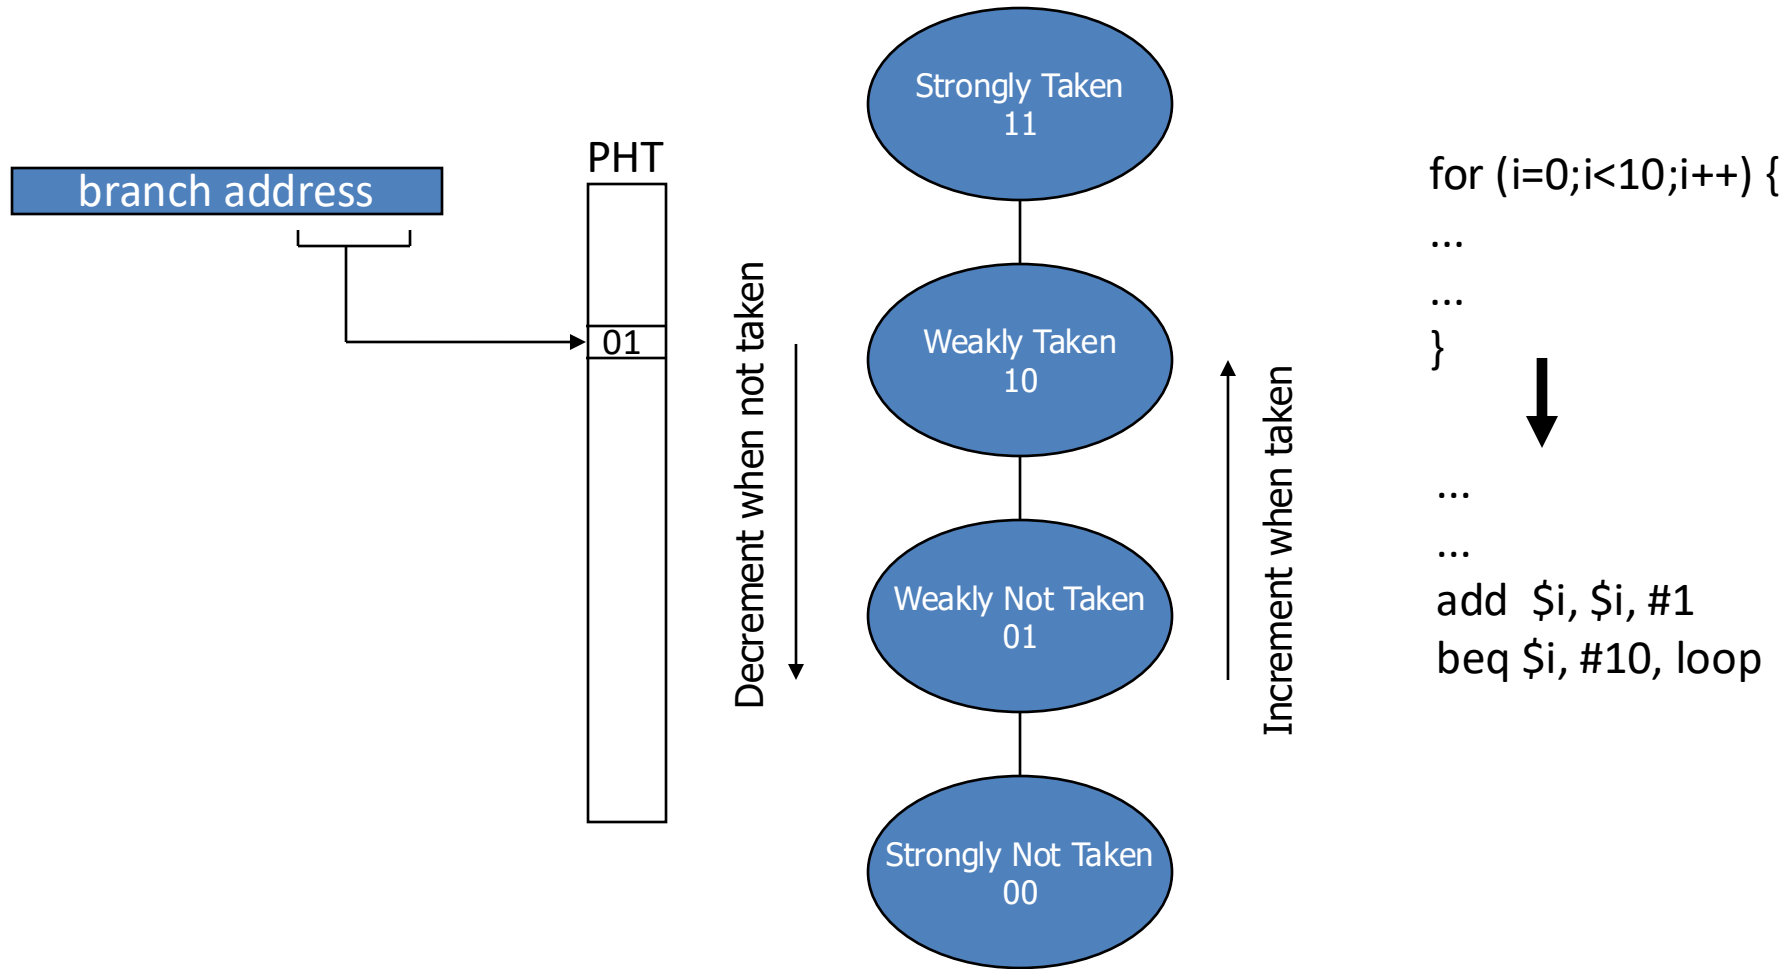 branch address
PHT
01
Decrement when not taken
Strongly Taken
11
Weakly Taken
10
Weakly Not Taken
01
Strongly Not Taken
00
Increment when taken
for (i=0;i<10;i++) {
...
...
}
...
...
add $i, $i, #1
beq $i, #10, loop